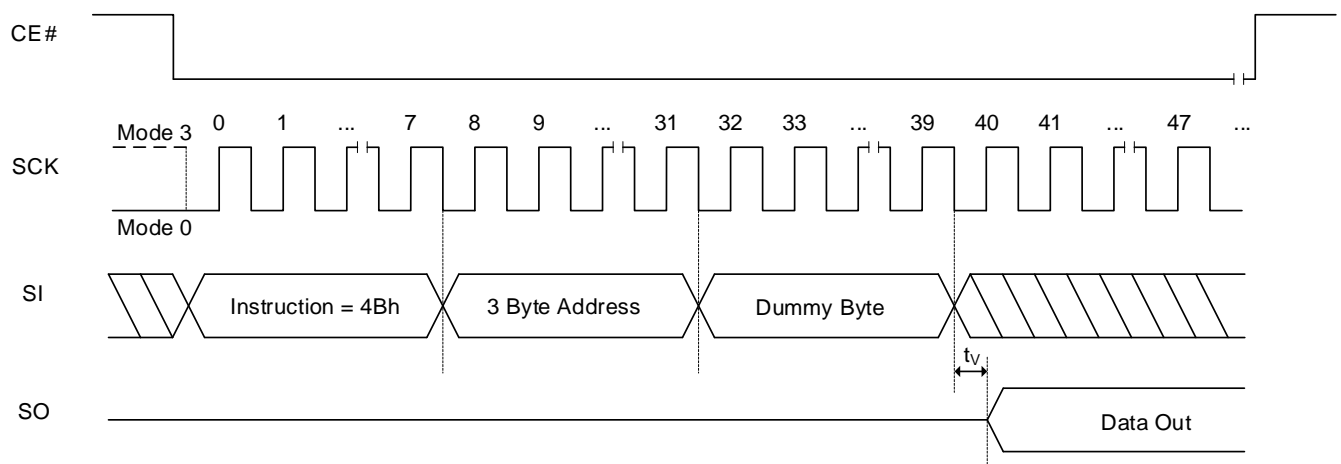 CE#
Mode 3 0 1 ... 7 8 9 ... 31 32 33 ... 39 40 41 ... 47 ...
SCK
Mode 0
SI Instruction = 4Bh 3 Byte Address Dummy Byte
tV
SO Data Out